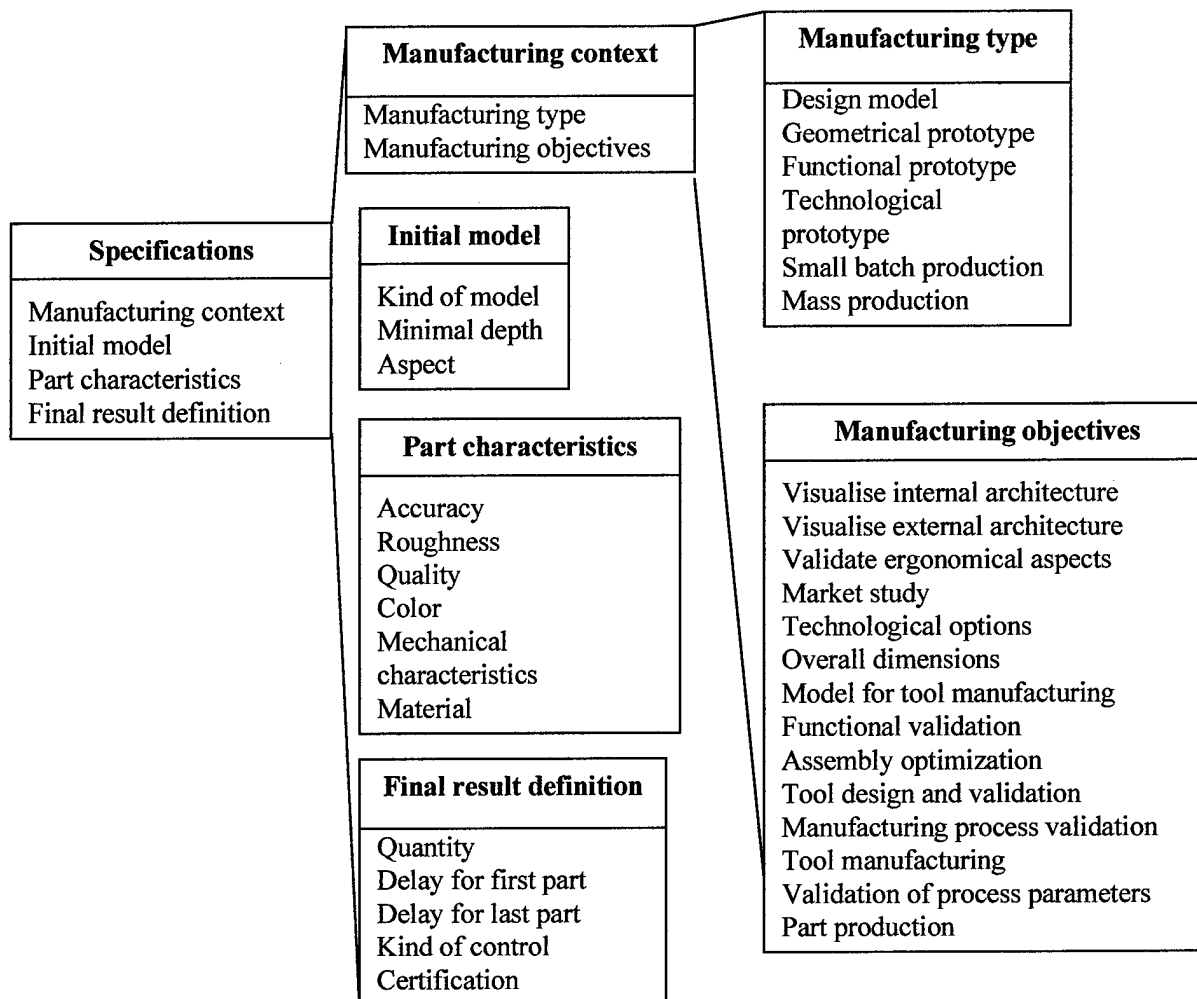 Specifications
Manufacturing context
Initial model
Part characteristics
Final result definition
Manufacturing context
Manufacturing type
Manufacturing objectives
Initial model
Kind of model
Minimal depth
Aspect
Part characteristics
Accuracy
Roughness
Quality
Color
Mechanical
characteristics
Material
Final result definition
Quantity
Delay for first part
Delay for last part
Kind of control
Certification
Manufacturing type
Design model
Geometrical prototype
Functional prototype
Technological
prototype
Small batch production
Mass production
Manufacturing objectives
Visualise internal architecture
Visualise external architecture
Validate ergonomical aspects
Market study
Technological options
Overall dimensions
Model for tool manufacturing
Functional validation
Assembly optimization
Tool design and validation
Manufacturing process validation
Tool manufacturing
Validation of process parameters
Part production